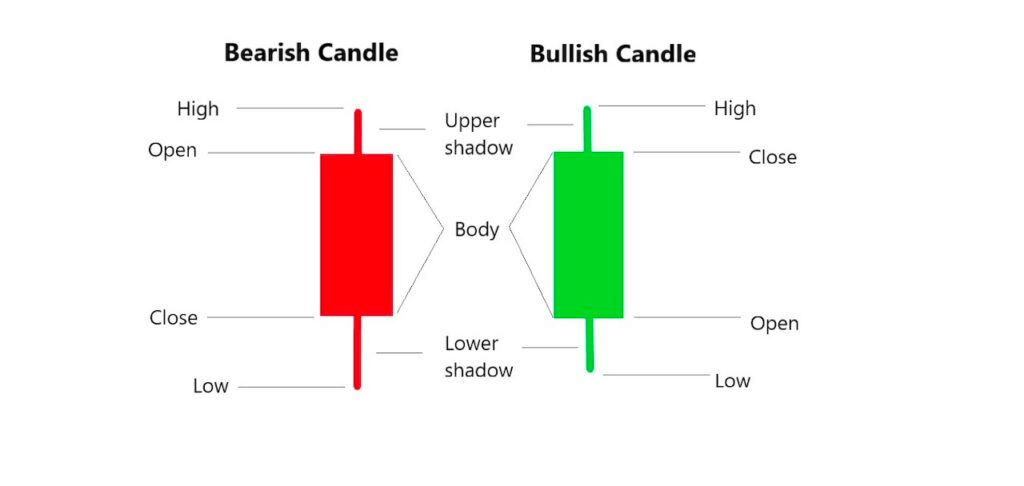 Bearish Candle
Bullish Candle
High
Open
Close
Low
Upper
shadow
Body
Lower
shadow
High
Close
Open
Low